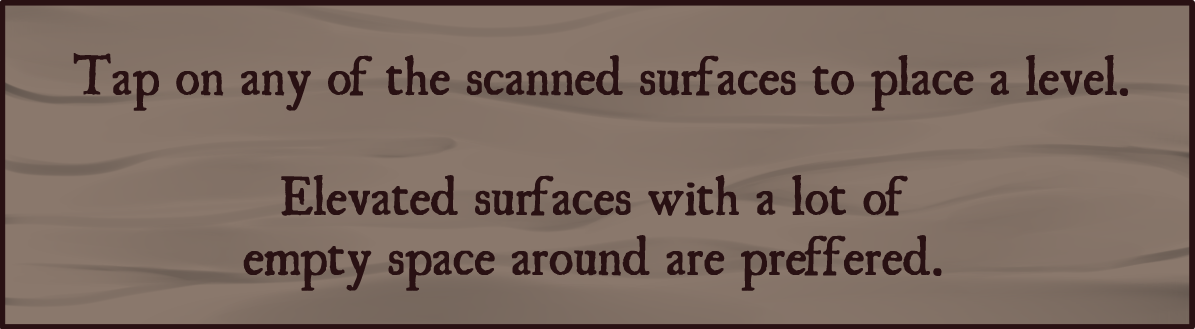 Tap on any of the scanned surfaces to place a level.
Elevated surfaces with a lot of
empty space around are preffered.